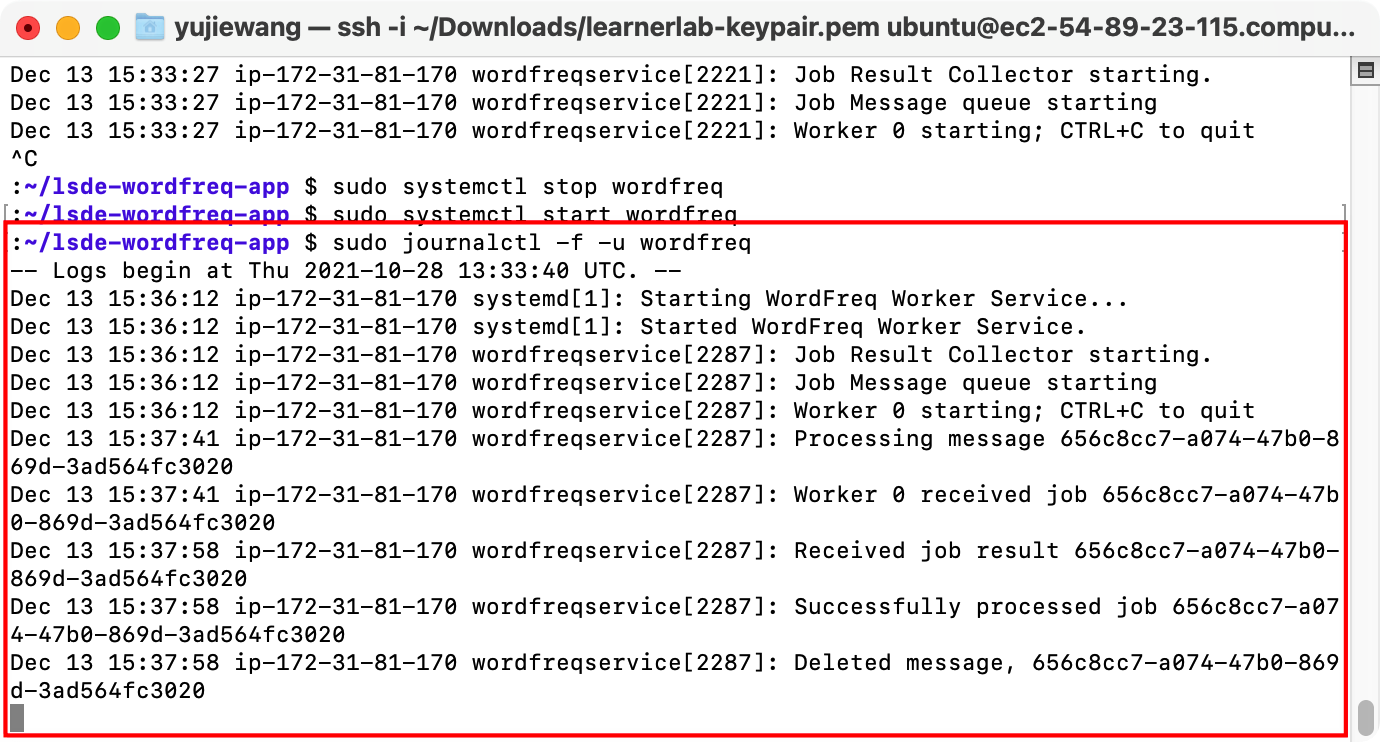 yujiewang — ssh -i ~/Downloads/learnerlab-keypair.pem ubuntu@ec2-54-89-23-115.compu...
Dec 13 15:33:27 ip-172-31-81-170 wordfreqservice[2221]: Job Result Collector starting.
Dec 13 15:33:27 ip-172-31-81-170 wordfreqservice[2221]: Job Message queue starting
Dec 13 15:33:27 ip-172-31-81-170 wordfreqservice[2221]: Worker 0 starting; CTRL+C to quit
^C
:~/lsde-wordfreq-app $ sudo systemctl stop wordfreq
[:~/lsde-wordfreq-app $ sudo systemctl start wordfreq ]
:~/lsde-wordfreq-app $ sudo journalctl -f -u wordfreq
-- Logs begin at Thu 2021-10-28 13:33:40 UTC. --
Dec 13 15:36:12 ip-172-31-81-170 systemd[1]: Starting WordFreq Worker Service...
Dec 13 15:36:12 ip-172-31-81-170 systemd[1]: Started WordFreq Worker Service.
Dec 13 15:36:12 ip-172-31-81-170 wordfreqservice[2287]: Job Result Collector starting.
Dec 13 15:36:12 ip-172-31-81-170 wordfreqservice[2287]: Job Message queue starting
Dec 13 15:36:12 ip-172-31-81-170 wordfreqservice[2287]: Worker 0 starting; CTRL+C to quit
Dec 13 15:37:41 ip-172-31-81-170 wordfreqservice[2287]: Processing message 656c8cc7-a074-47b0-8
69d-3ad564fc3020
Dec 13 15:37:41 ip-172-31-81-170 wordfreqservice[2287]: Worker 0 received job 656c8cc7-a074-47b
0-869d-3ad564fc3020
Dec 13 15:37:58 ip-172-31-81-170 wordfreqservice[2287]: Received job result 656c8cc7-a074-47b0-
869d-3ad564fc3020
Dec 13 15:37:58 ip-172-31-81-170 wordfreqservice[2287]: Successfully processed job 656c8cc7-a07
4-47b0-869d-3ad564fc3020
Dec 13 15:37:58 ip-172-31-81-170 wordfreqservice[2287]: Deleted message, 656c8cc7-a074-47b0-869
d-3ad564fc3020